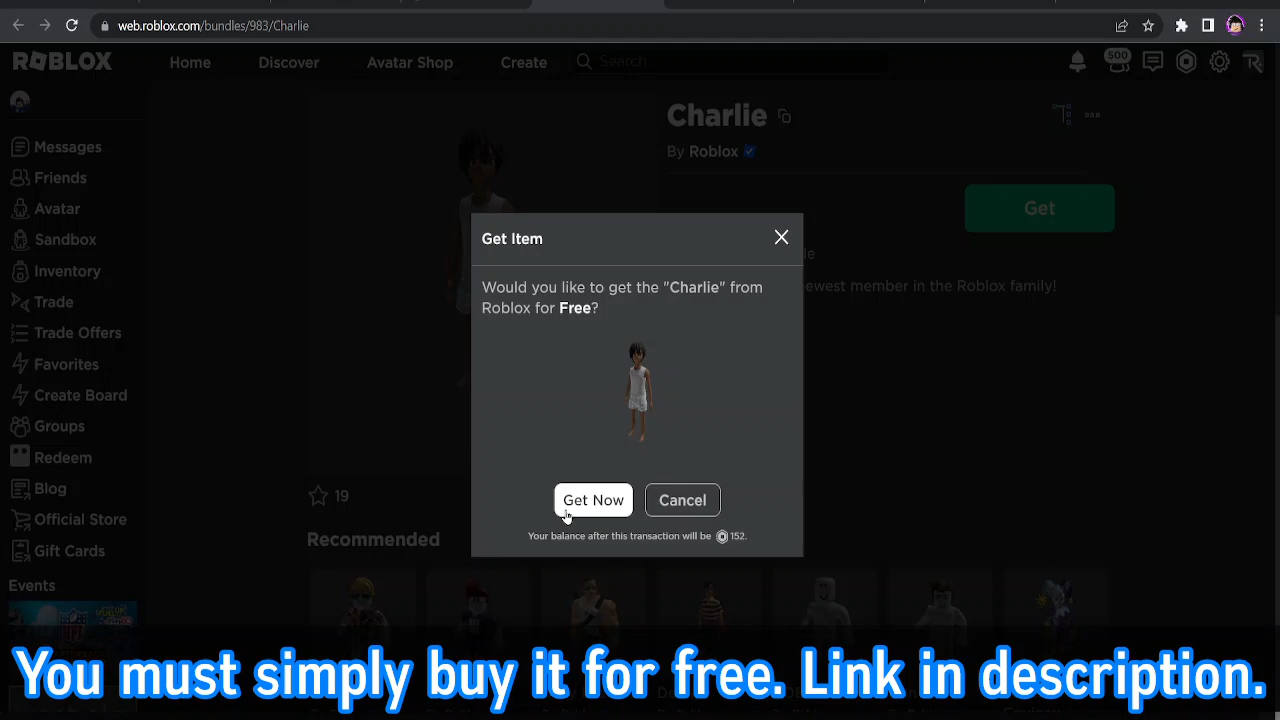 web.roblox.com/bundles/983/Charlie
ROBLOX
Home
Discover
Avatar Shop
Create
Search
500
Messages
Friends
Avatar
Sandbox
Inventory
Trade
Trade Offers
Favorites
Create Board
Groups
Redeem
Blog
Official Store
Gift Cards
Events
Charlie
By Roblox
Get
ewest member in the Roblox family!
Get Item
Would you like to get the "Charlie" from
Roblox for Free?
Get Now
Cancel
Your balance after this transaction will be 152.
19
Recommended
You must simply buy it for free. Link in description.